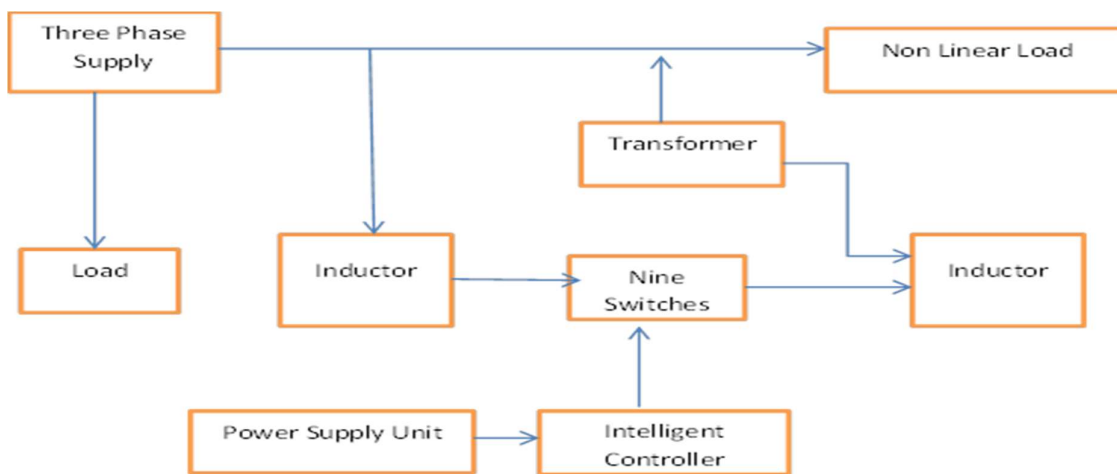 Three Phase
Supply
Non Linear Load
Transformer
Load
Inductor
Nine
Switches
Inductor
Power Supply Unit
Intelligent
Controller